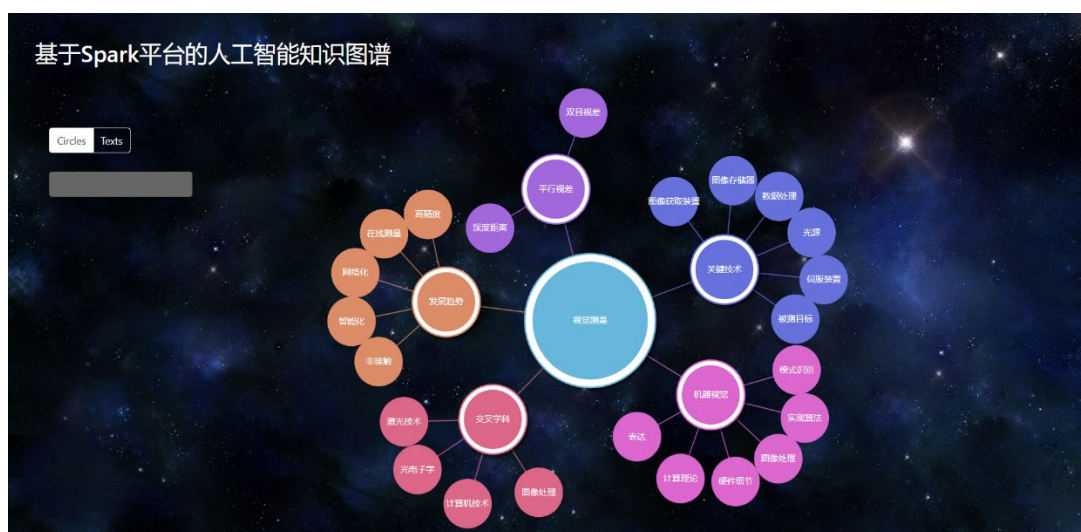 基于Spark平台的人工智能知识图谱
Circles
Texts
双目视差
平行视差
深度距离
图像存储器
图像获取装置
数据处理
光源
关键技术
伺服装置
被测目标
高精度
在线测量
网络化
发展趋势
智能化
非接触
视觉测量
模式识别
机器视觉
实现算法
表达
图像处理
计算理论
硬件细节
交叉学科
激光技术
光电子学
计算机技术
图像处理